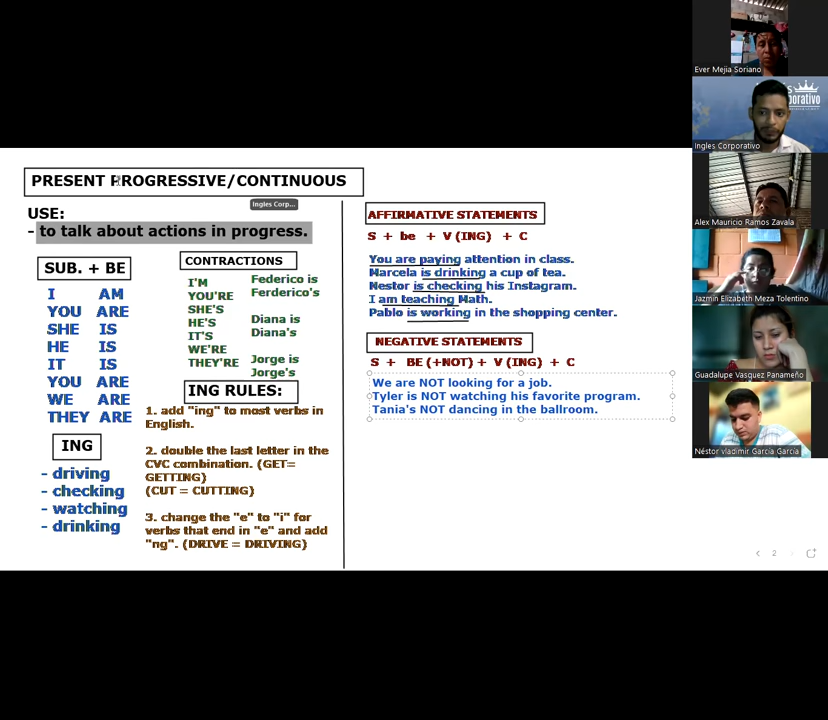 PRESENT PROGRESSIVE/CONTINUOUS
Ingles Corp...
USE:
- to talk about actions in progress.
SUB. + BE
I AM
YOU ARE
SHE IS
HE IS
IT IS
YOU ARE
WE ARE
THEY ARE
ING
- driving
- checking
- watching
- drinking
CONTRACTIONS
I'M
YOU'RE
SHE'S
HE'S
IT'S
WE'RE
THEY'RE
Federico is
Ferderico's
Diana is
Diana's
Jorge is
Jorge's
ING RULES:
1. add "ing" to most verbs in
English.
2. double the last letter in the
CVC combination. (GET=
GETTING)
(CUT = CUTTING)
3. change the "e" to "i" for
verbs that end in "e" and add
"ng". (DRIVE = DRIVING)
AFFIRMATIVE STATEMENTS
S + be + V (ING) + C
You are paying attention in class.
Marcela is drinking a cup of tea.
Nestor is checking his Instagram.
I am teaching Math.
Pablo is working in the shopping center.
NEGATIVE STATEMENTS
S + BE (+NOT) + V (ING) + C
We are NOT looking for a job.
Tyler is NOT watching his favorite program.
Tania's NOT dancing in the ballroom.
2
Ever Mejia Soriano
Ingles Corporativo
Alex Mauricio Ramos Zavala
Jazmin Elizabeth Meza Tolentino
Guadalupe Vasquez Panameño
Néstor vladimir Garcia Garcia